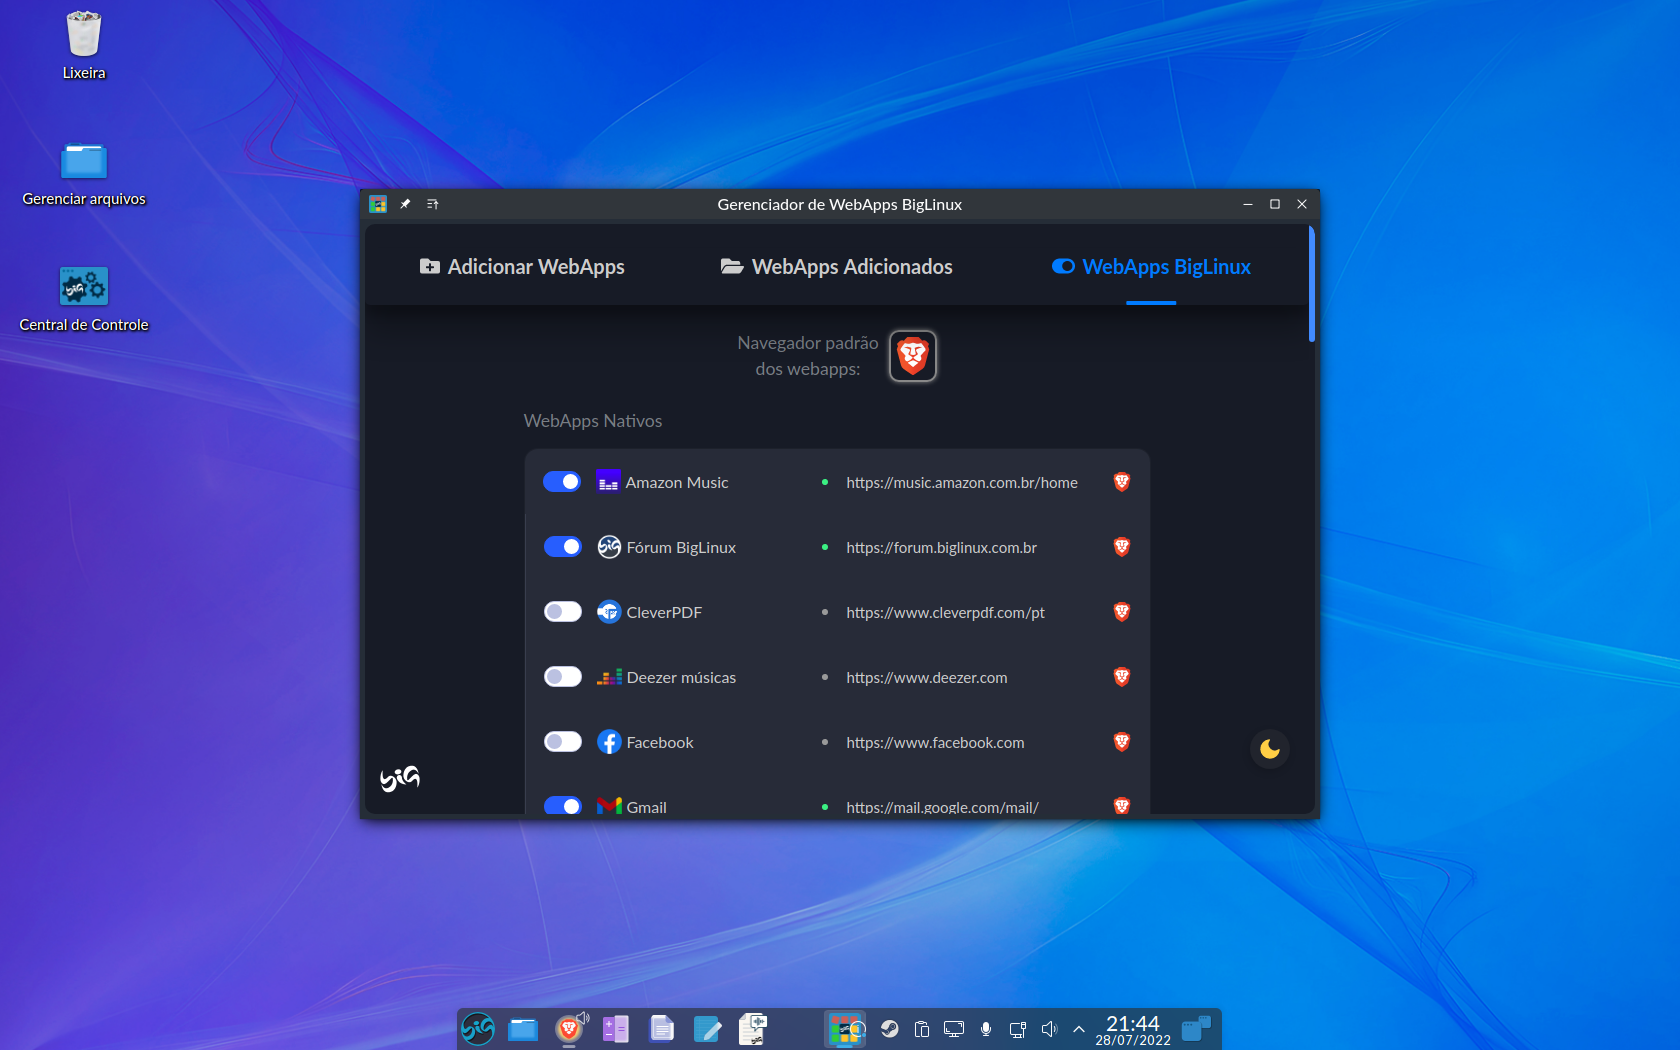 Lixeira
Gerenciar arquivos
Central de Controle
Gerenciador de WebApps BigLinux
Adicionar WebApps
WebApps Adicionados
WebApps BigLinux
Navegador padrão
dos webapps:
WebApps Nativos
Amazon Music https://music.amazon.com.br/home
Fórum BigLinux https://forum.biglinux.com.br
CleverPDF https://www.cleverpdf.com/pt
Deezer músicas https://www.deezer.com
Facebook https://www.facebook.com
Gmail https://mail.google.com/mail/
big
21:44
28/07/2022